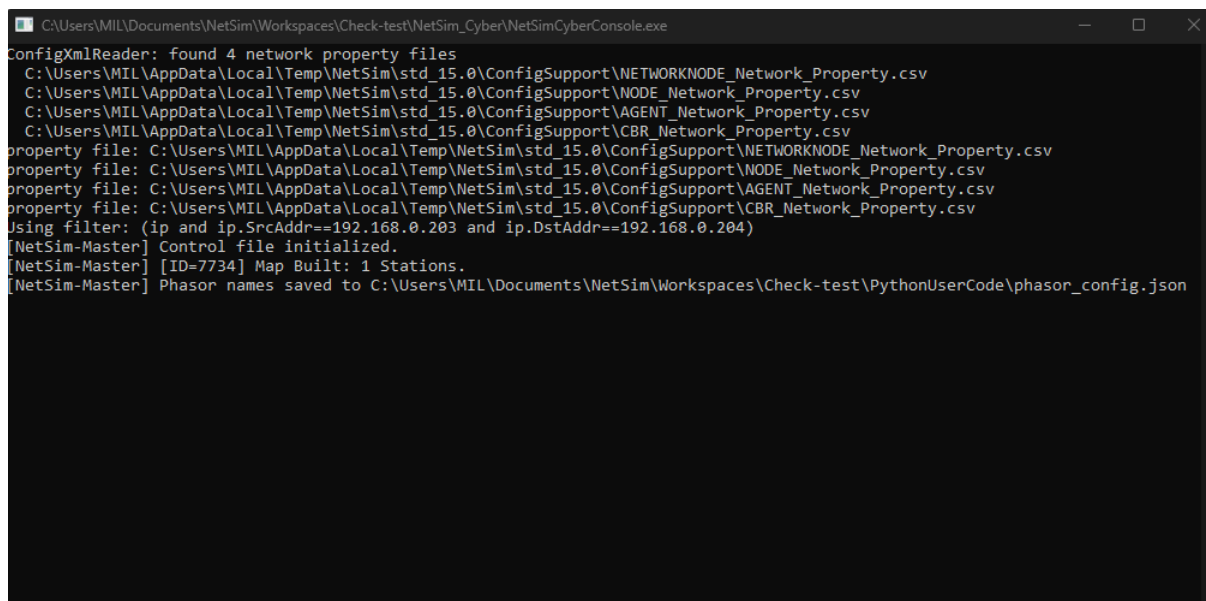 C:\Users\MIL\Documents\NetSim\Workspaces\Check-test\NetSim_Cyber\NetSimCyberConsole.exe
ConfigXmlReader: found 4 network property files
  C:\Users\MIL\AppData\Local\Temp\NetSim\std_15.0\ConfigSupport\NETWORKNODE_Network_Property.csv
  C:\Users\MIL\AppData\Local\Temp\NetSim\std_15.0\ConfigSupport\NODE_Network_Property.csv
  C:\Users\MIL\AppData\Local\Temp\NetSim\std_15.0\ConfigSupport\AGENT_Network_Property.csv
  C:\Users\MIL\AppData\Local\Temp\NetSim\std_15.0\ConfigSupport\CBR_Network_Property.csv
property file: C:\Users\MIL\AppData\Local\Temp\NetSim\std_15.0\ConfigSupport\NETWORKNODE_Network_Property.csv
property file: C:\Users\MIL\AppData\Local\Temp\NetSim\std_15.0\ConfigSupport\NODE_Network_Property.csv
property file: C:\Users\MIL\AppData\Local\Temp\NetSim\std_15.0\ConfigSupport\AGENT_Network_Property.csv
property file: C:\Users\MIL\AppData\Local\Temp\NetSim\std_15.0\ConfigSupport\CBR_Network_Property.csv
Using filter: (ip and ip.SrcAddr==192.168.0.203 and ip.DstAddr==192.168.0.204)
[NetSim-Master] Control file initialized.
[NetSim-Master] [ID=7734] Map Built: 1 Stations.
[NetSim-Master] Phasor names saved to C:\Users\MIL\Documents\NetSim\Workspaces\Check-test\PythonUserCode\phasor_config.json